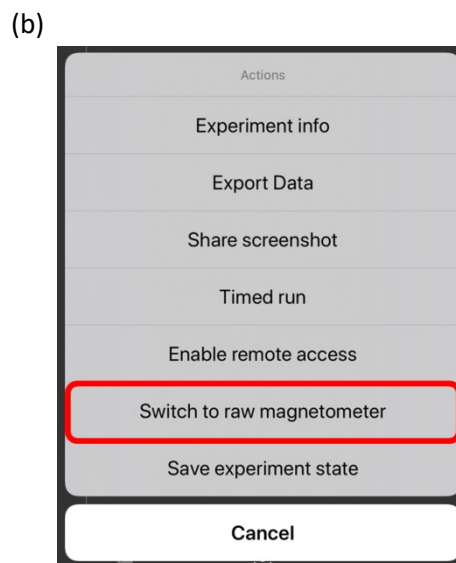 (b)
Actions
Experiment info
Export Data
Share screenshot
Timed run
Enable remote access
Switch to raw magnetometer
Save experiment state
Cancel